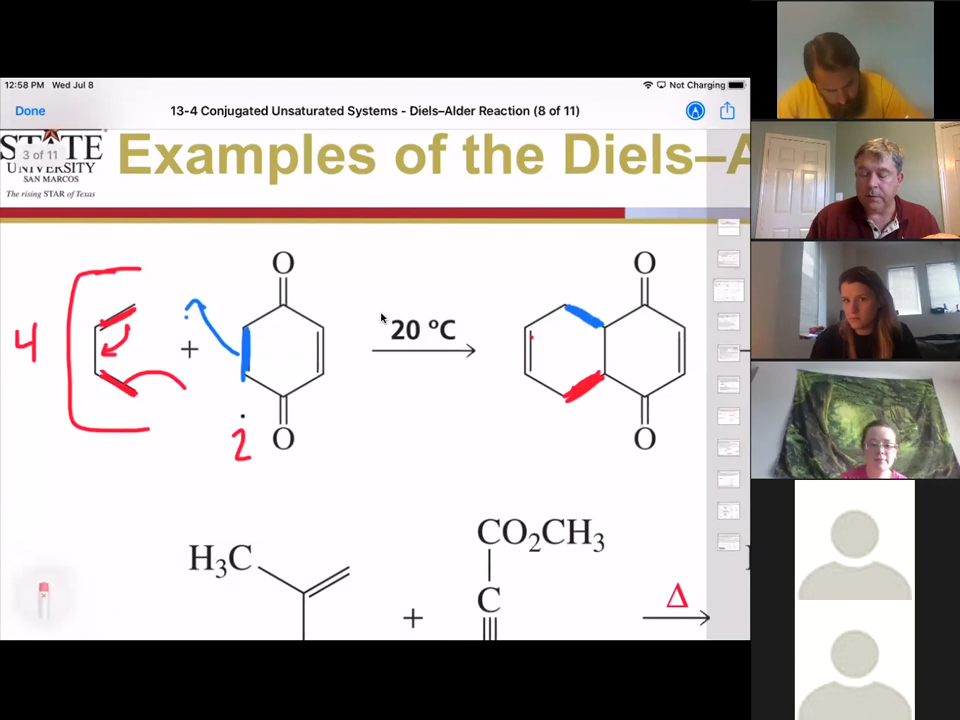 12:58 PM Wed Jul 8
Not Charging
Done
13-4 Conjugated Unsaturated Systems - Diels–Alder Reaction (8 of 11)
STATE
3 of 11
UNIVERSITY
SAN MARCOS
The rising STAR of Texas
Examples of the Diels–A
O
O
4
+
20 ºC
2
O
O
CO2CH3
H3C
C
+
Δ